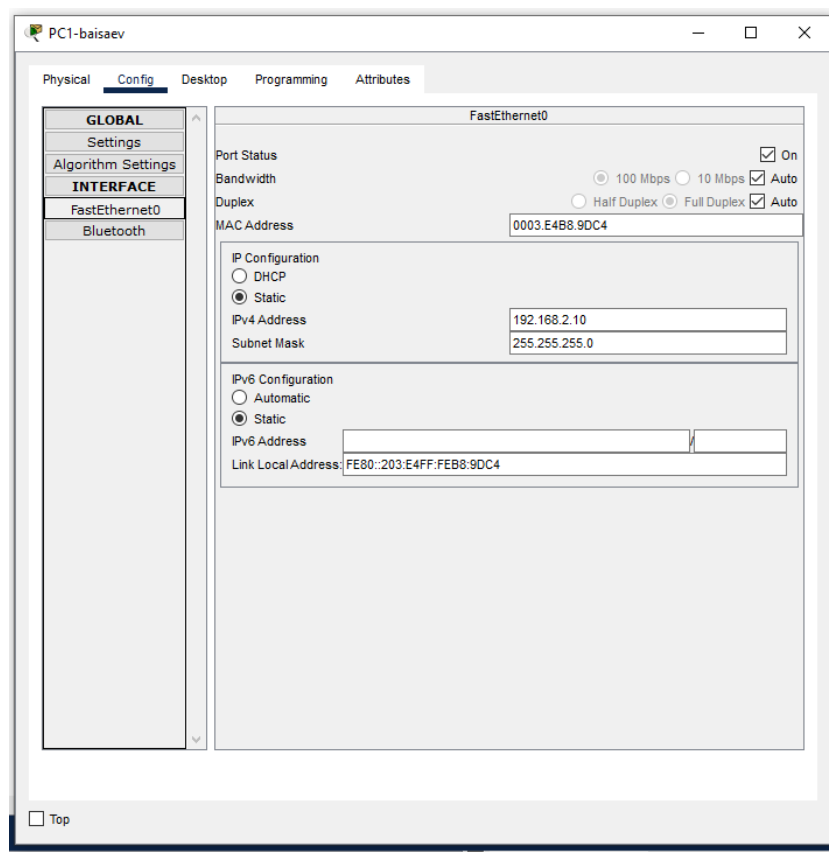 PC1-baisaev
Physical Config Desktop Programming Attributes
GLOBAL
Settings
Algorithm Settings
INTERFACE
FastEthernet0
Bluetooth
FastEthernet0
Port Status On
Bandwidth 100 Mbps 10 Mbps Auto
Duplex Half Duplex Full Duplex Auto
MAC Address 0003.E4B8.9DC4
IP Configuration
DHCP
Static
IPv4 Address 192.168.2.10
Subnet Mask 255.255.255.0
IPv6 Configuration
Automatic
Static
IPv6 Address /
Link Local Address: FE80::203:E4FF:FEB8:9DC4
Top